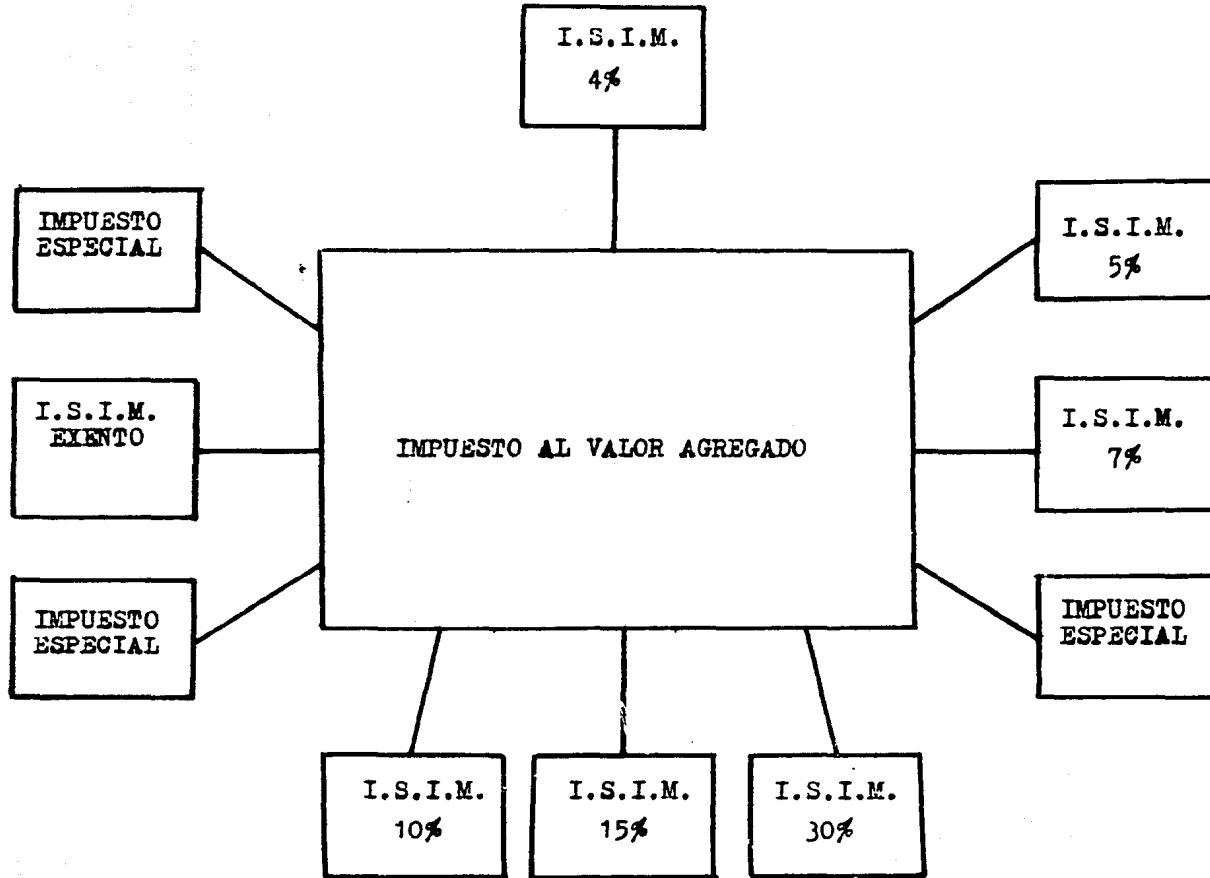 I.S.I.M.
4%
IMPUESTO
ESPECIAL
I.S.I.M.
5%
I.S.I.M.
EXENTO
IMPUESTO AL VALOR AGREGADO
I.S.I.M.
7%
IMPUESTO
ESPECIAL
IMPUESTO
ESPECIAL
I.S.I.M.
10%
I.S.I.M.
15%
I.S.I.M.
30%